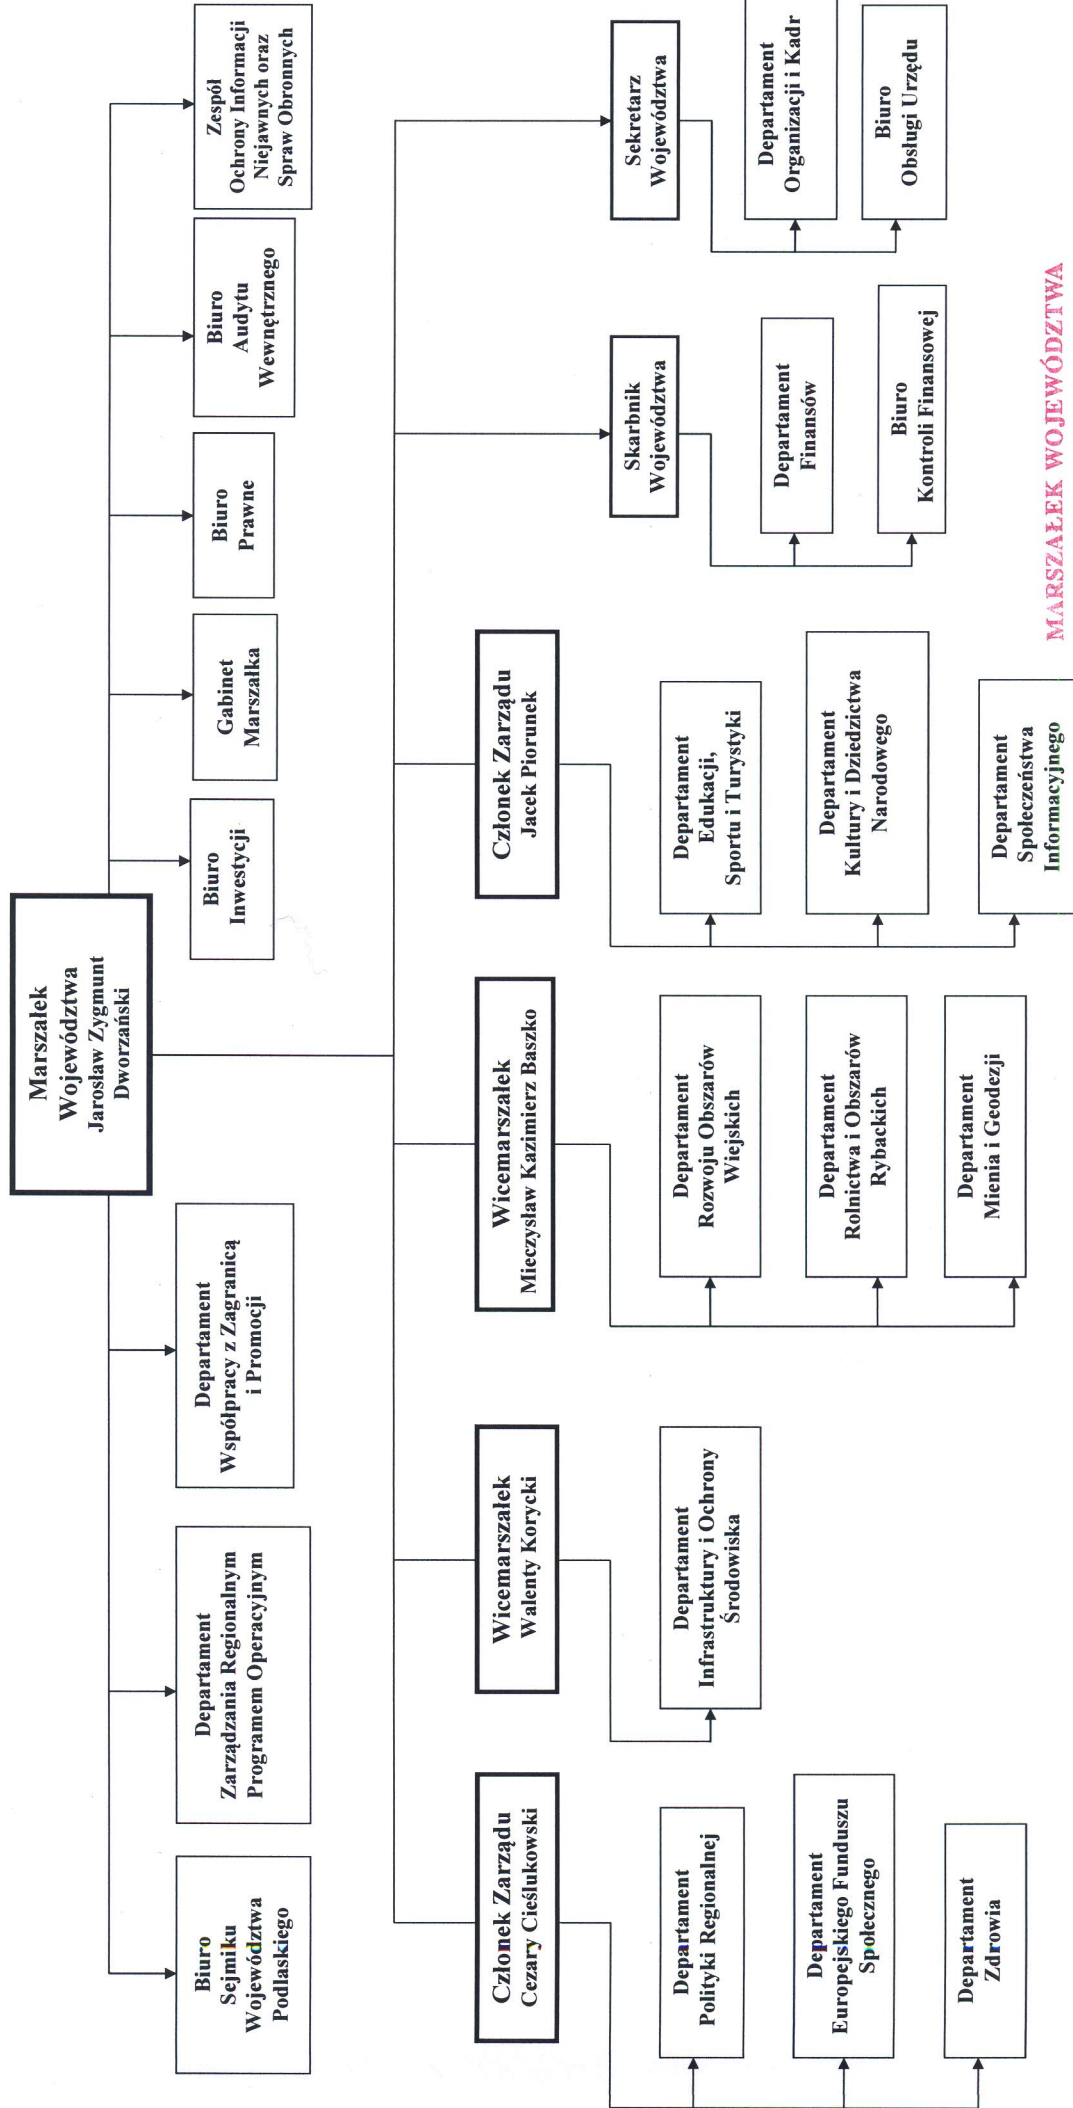 Marszałek
Województwa
Jarosław Zygmunt
Dworzański
Biuro
Sejmiku
Województwa
Podlaskiego
Departament
Zarządzania Regionalnym
Programem Operacyjnym
Departament
Współpracy z Zagranicą
i Promocji
Biuro
Inwestycji
Gabinet
Marszałka
Biuro
Prawne
Biuro
Audytu
Wewnętrznego
Zespół
Ochrony Informacji
Niejawnych oraz
Spraw Obronnych
Członek Zarządu
Cezary Cieślukowski
Departament
Polityki Regionalnej
Departament
Europejskiego Funduszu
Społecznego
Departament
Zdrowia
Wicemarszałek
Walenty Korycki
Departament
Infrastruktury i Ochrony
Środowiska
Wicemarszałek
Mieczysław Kazimierz Baszko
Departament
Rozwoju Obszarów
Wiejskich
Departament
Rolnictwa i Obszarów
Rybackich
Departament
Mienia i Geodezji
Członek Zarządu
Jacek Piorunek
Departament
Edukacji,
Sportu i Turystyki
Departament
Kultury i Dziedzictwa
Narodowego
Departament
Społeczeństwa
Informacyjnego
Skarbnik
Województwa
Departament
Finansów
Biuro
Kontroli Finansowej
Sekretarz
Województwa
Departament
Organizacji i Kadr
Biuro
Obsługi Urzędu
MARSZAŁEK WOJEWÓDZTWA